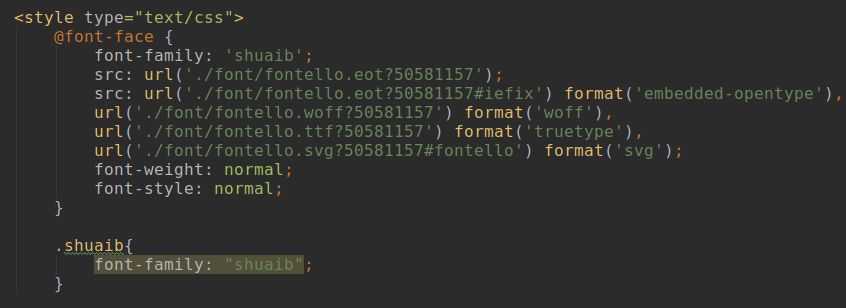 <style type="text/css">
@font-face {
font-family: 'shuaib';
src: url('./font/fontello.eot?50581157');
src: url('./font/fontello.eot?50581157#iefix') format('embedded-opentype'),
url('./font/fontello.woff?50581157') format('woff'),
url('./font/fontello.ttf?50581157') format('truetype'),
url('./font/fontello.svg?50581157#fontello') format('svg');
font-weight: normal;
font-style: normal;
}
.shuaib{
font-family: "shuaib";
}